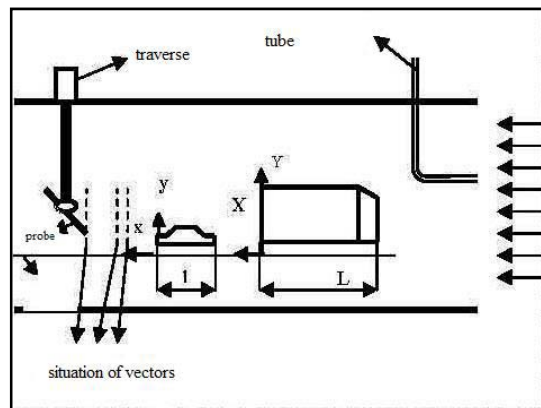 tube
traverse
Y
y
X
x
probe
l
L
situation of vectors